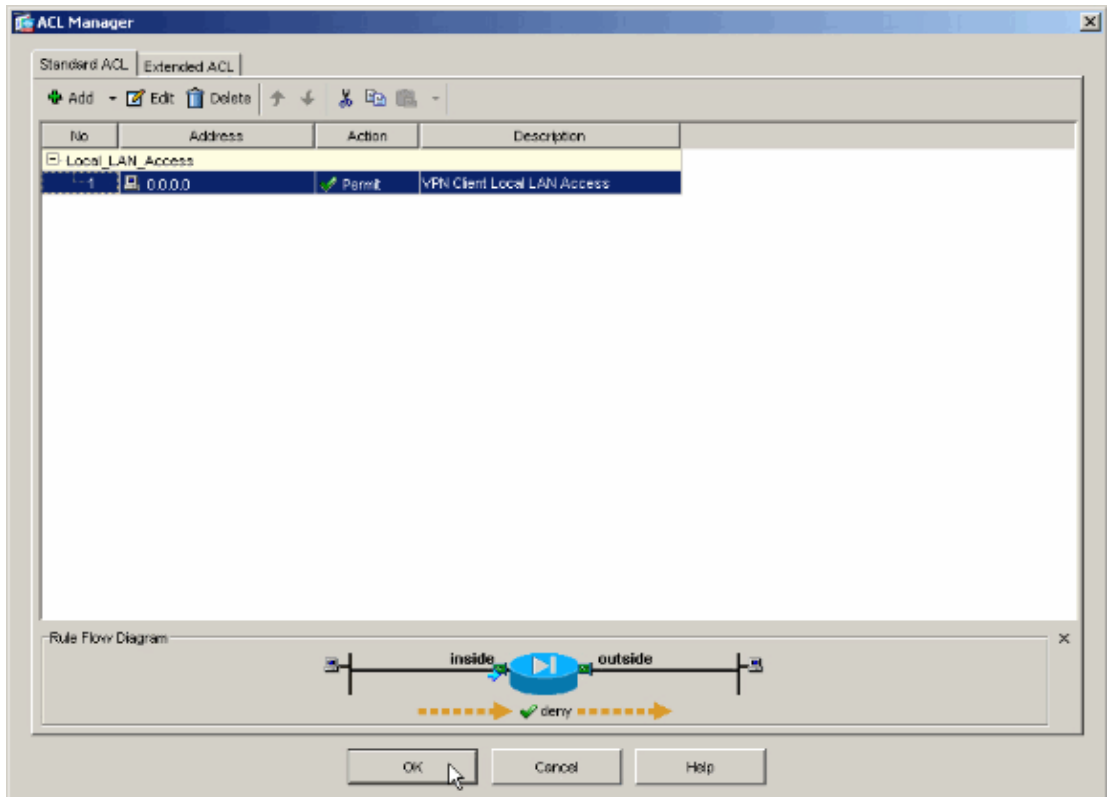 ACL Manager
Standard ACL Extended ACL
Add Edit Delete
No Address Action Description
Local_LAN_Access
1 0.0.0.0 Permit VPN Client Local LAN Access
Rule Flow Diagram
inside outside
deny
OK Cancel Help